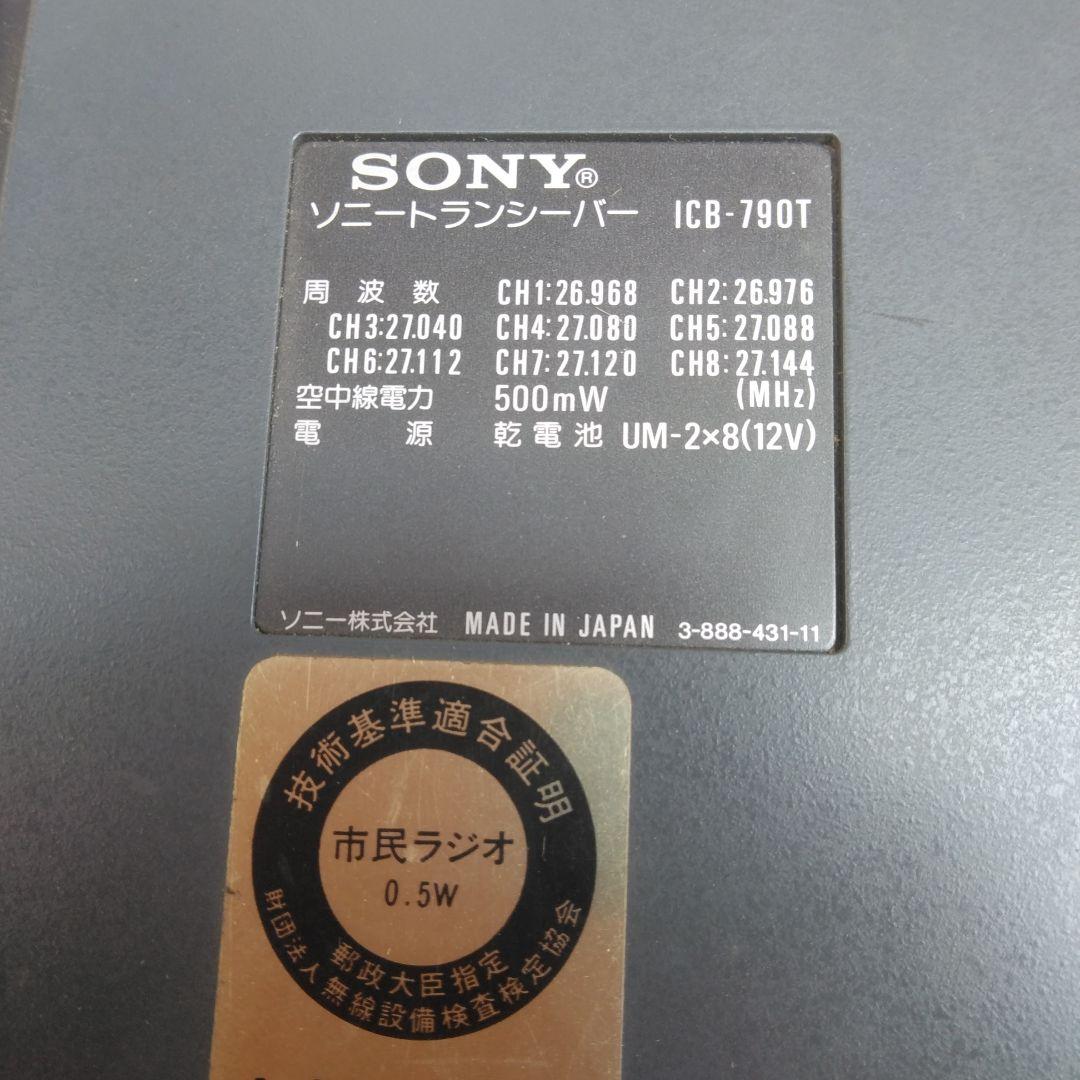 SONY®
ソニートランシーバー ICB-790T
周波数 CH1:26.968 CH2:26.976
CH3:27.040 CH4:27.080 CH5:27.088
CH6:27.112 CH7:27.120 CH8:27.144
空中線電力 500mW (MHz)
電源 乾電池 UM-2×8(12V)
ソニー株式会社 MADE IN JAPAN 3-888-431-11
技術基準適合証明
市民ラジオ
0.5W
郵政大臣指定
財団法人無線設備検査検定協会